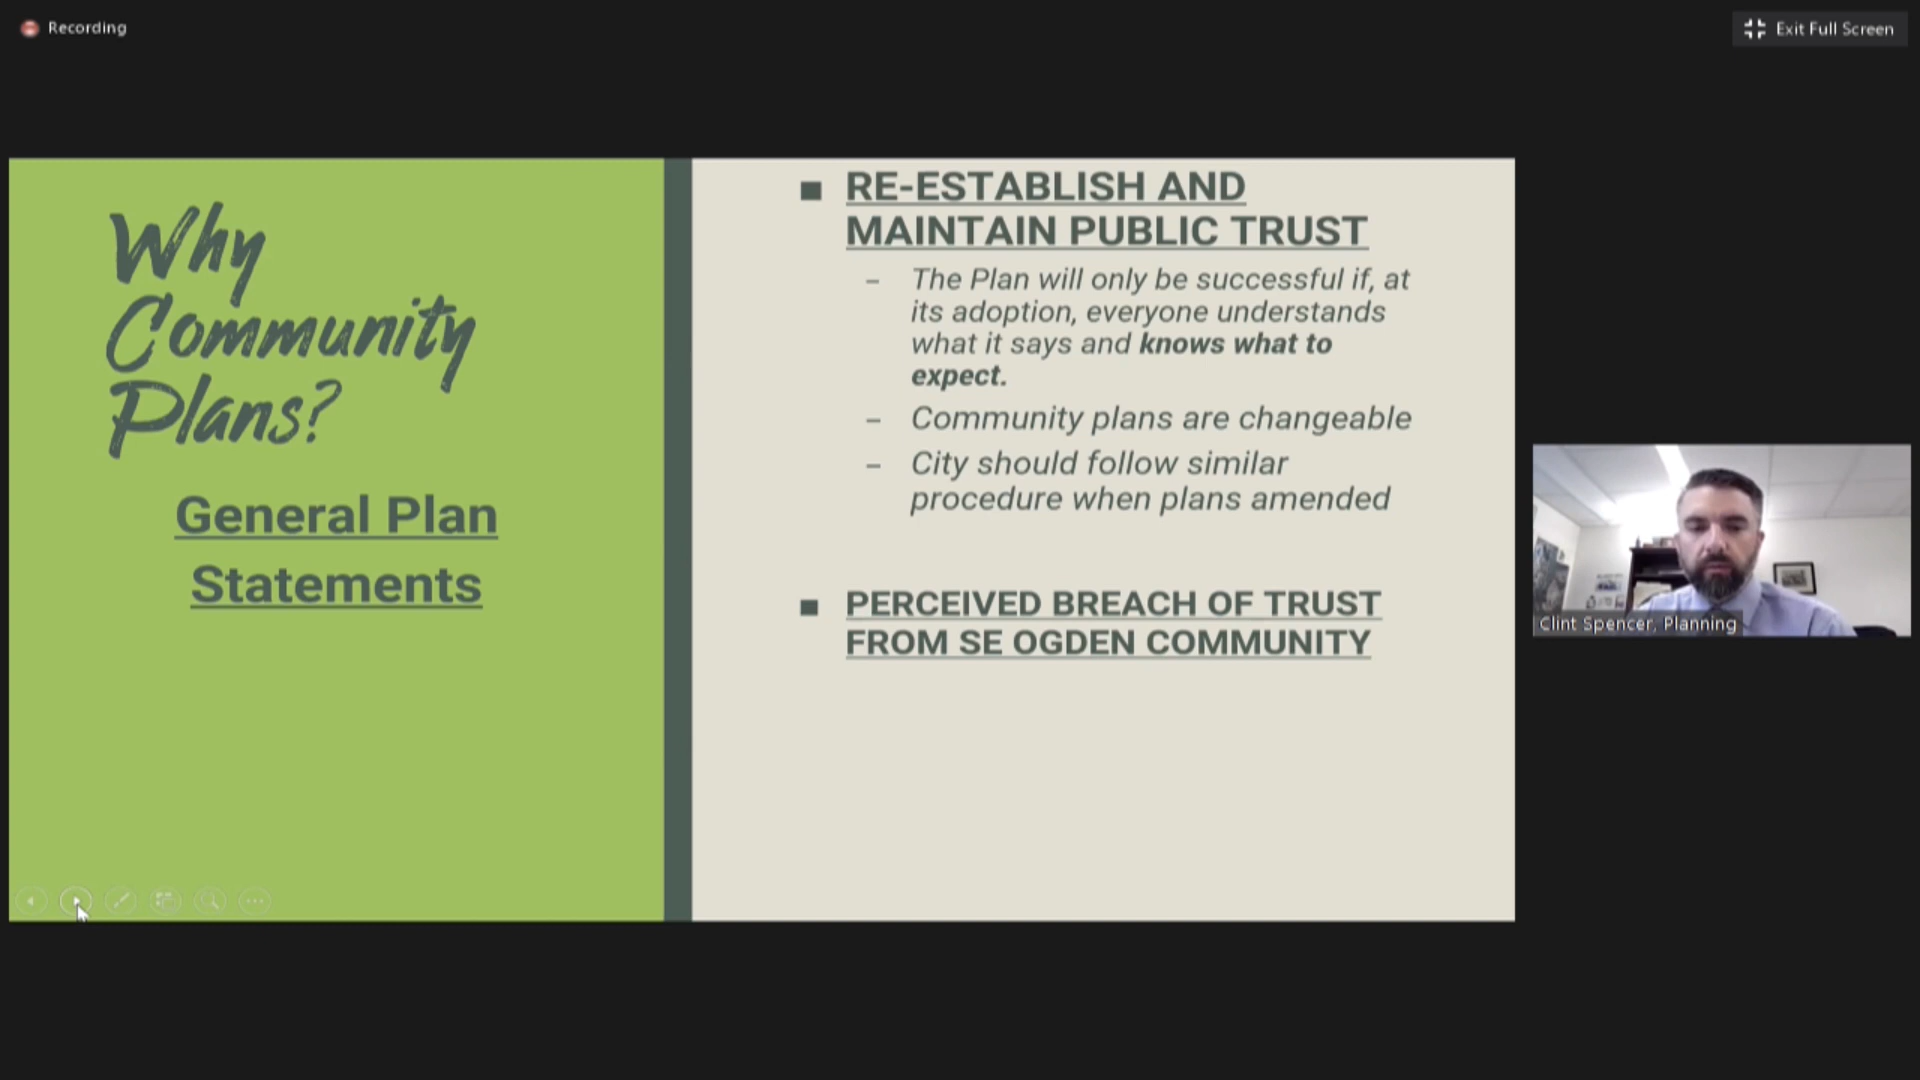 Recording
Exit Full Screen
Why
Community
Plans?
General Plan
Statements
■ RE-ESTABLISH AND
MAINTAIN PUBLIC TRUST
– The Plan will only be successful if, at
its adoption, everyone understands
what it says and knows what to
expect.
– Community plans are changeable
– City should follow similar
procedure when plans amended
■ PERCEIVED BREACH OF TRUST
FROM SE OGDEN COMMUNITY
Clint Spencer, Planning